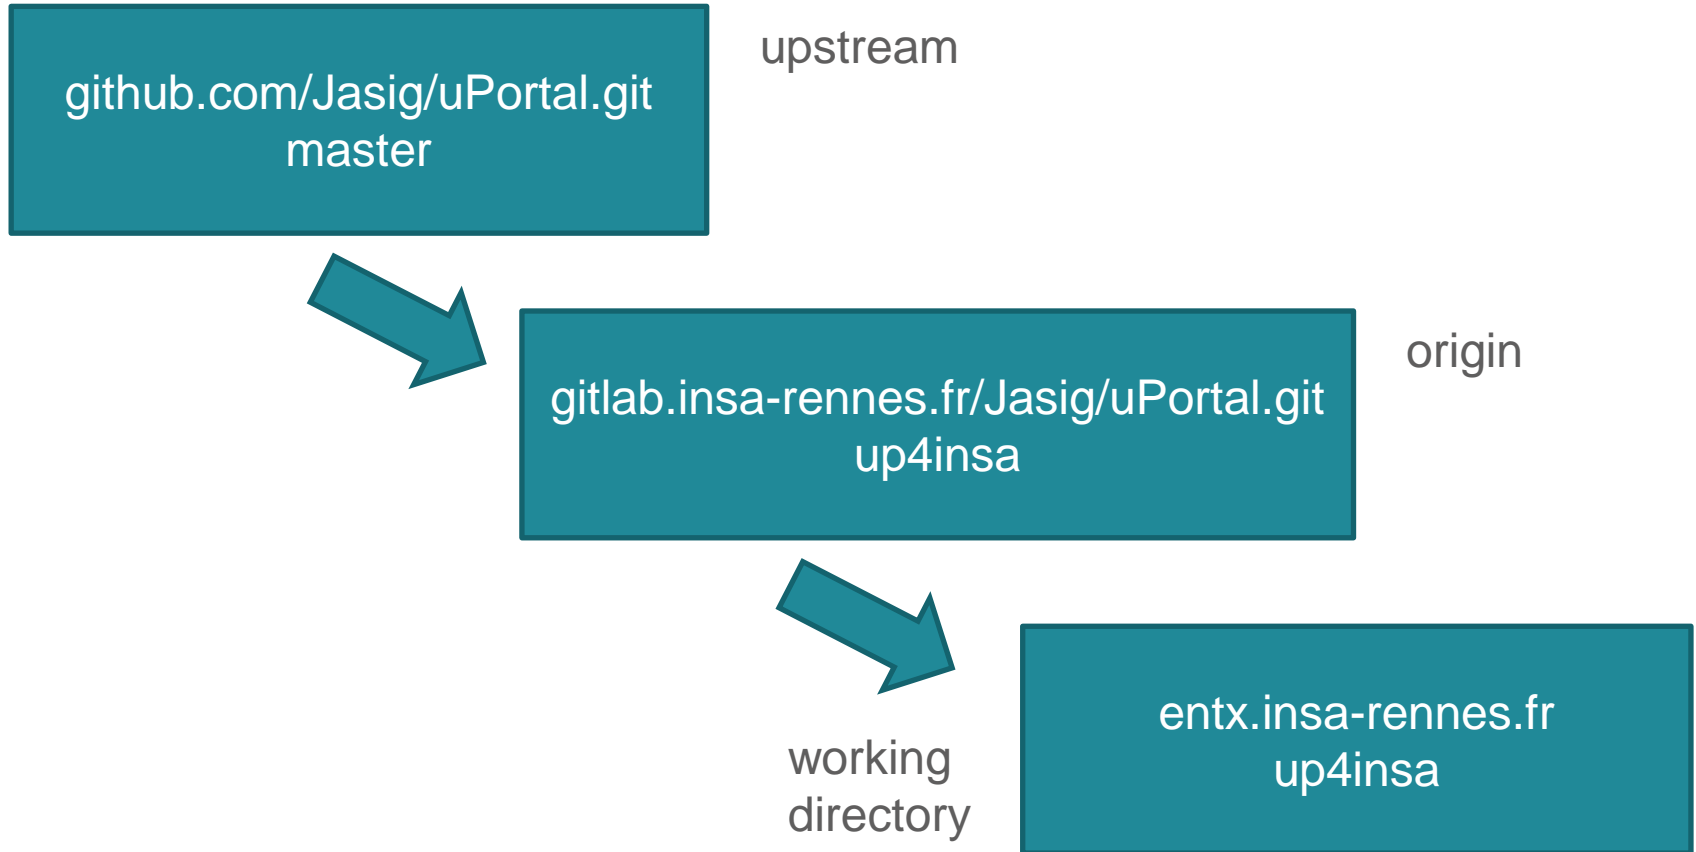 upstream
github.com/Jasig/uPortal.git
master
origin
gitlab.insa-rennes.fr/Jasig/uPortal.git
up4insa
entx.insa-rennes.fr
up4insa
working
directory